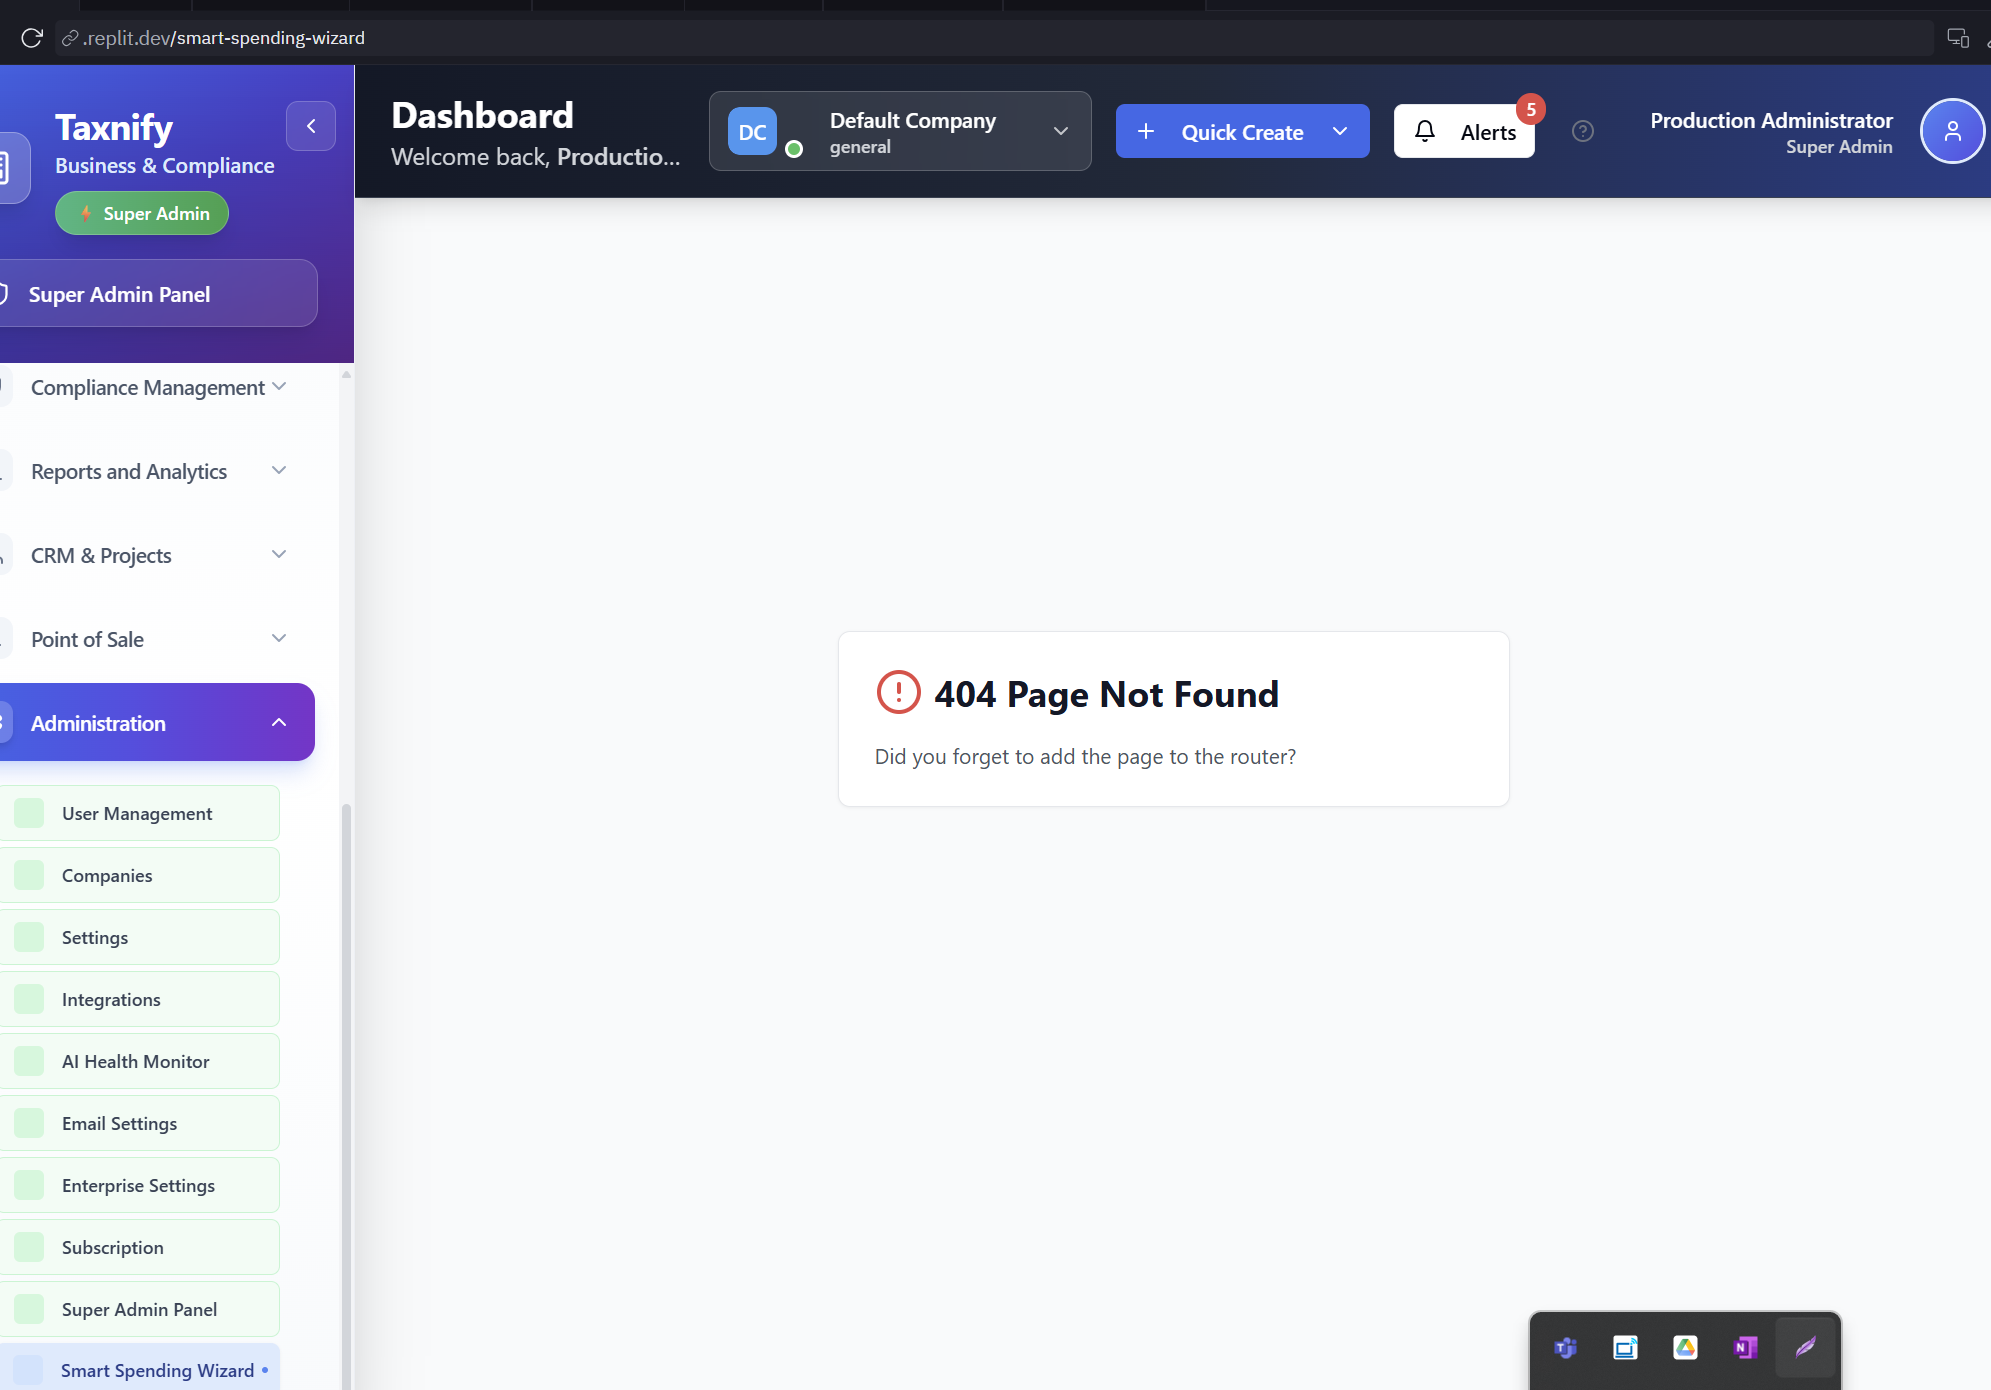 .replit.dev/smart-spending-wizard
Taxnify
Business & Compliance
Super Admin
Super Admin Panel
Compliance Management
Reports and Analytics
CRM & Projects
Point of Sale
Administration
User Management
Companies
Settings
Integrations
AI Health Monitor
Email Settings
Enterprise Settings
Subscription
Super Admin Panel
Smart Spending Wizard
Dashboard
Welcome back, Productio...
DC
Default Company
general
Quick Create
Alerts
5
Production Administrator
Super Admin
404 Page Not Found
Did you forget to add the page to the router?